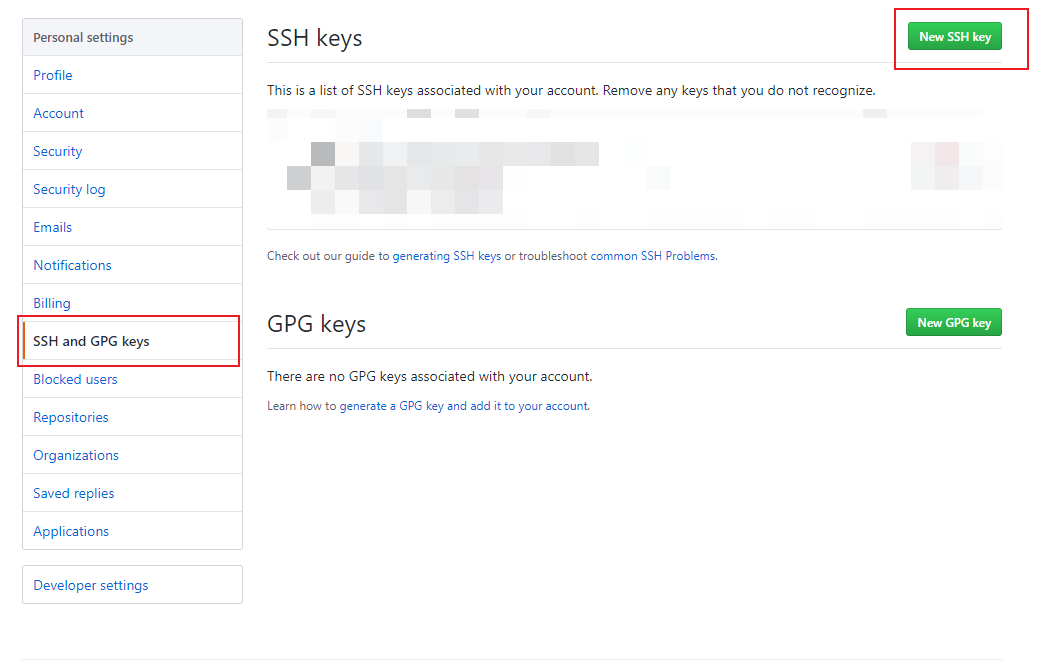 Personal settings
Profile
Account
Security
Security log
Emails
Notifications
Billing
SSH and GPG keys
Blocked users
Repositories
Organizations
Saved replies
Applications
Developer settings
SSH keys
New SSH key
This is a list of SSH keys associated with your account. Remove any keys that you do not recognize.
Check out our guide to generating SSH keys or troubleshoot common SSH Problems.
GPG keys
New GPG key
There are no GPG keys associated with your account.
Learn how to generate a GPG key and add it to your account.